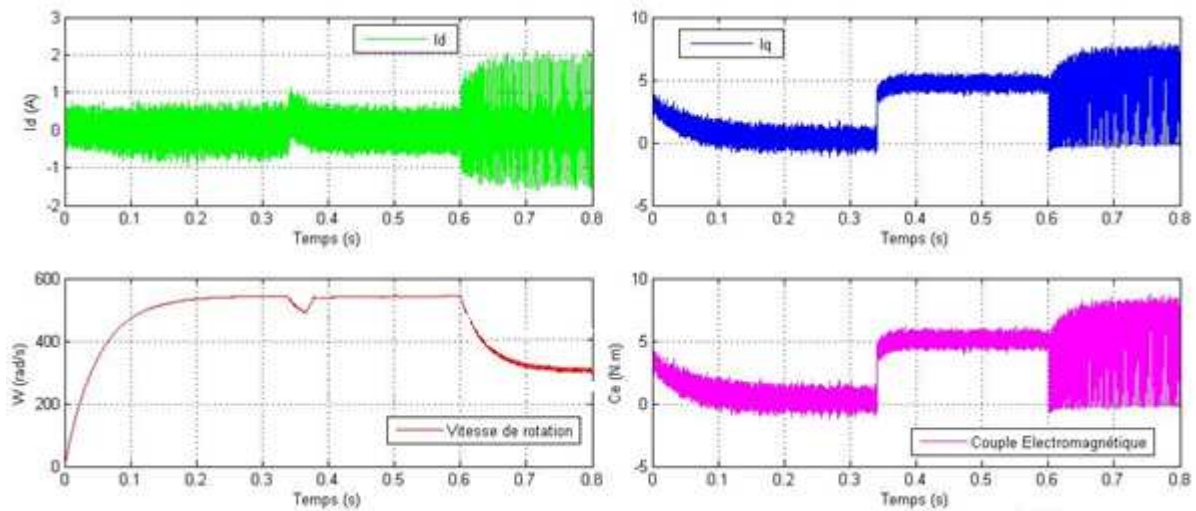 3
2
1
0
-1
-2
Id (A)
Id
0 0.1 0.2 0.3 0.4 0.5 0.6 0.7 0.8
Temps (s)
10
5
0
-5
Iq
0 0.1 0.2 0.3 0.4 0.5 0.6 0.7 0.8
Temps (s)
600
400
200
0
W (rad/s)
Vitesse de rotation
0 0.1 0.2 0.3 0.4 0.5 0.6 0.7 0.8
Temps (s)
10
5
0
-5
Ce (N.m)
Couple Electromagnétique
0 0.1 0.2 0.3 0.4 0.5 0.6 0.7 0.8
Temps (s)